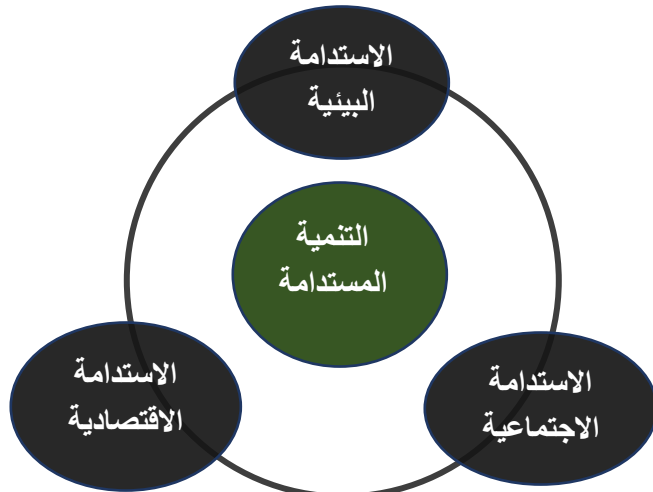 الاستدامة
البيئية
التنمية
المستدامة
الاستدامة
الاجتماعية
الاستدامة
الاقتصادية